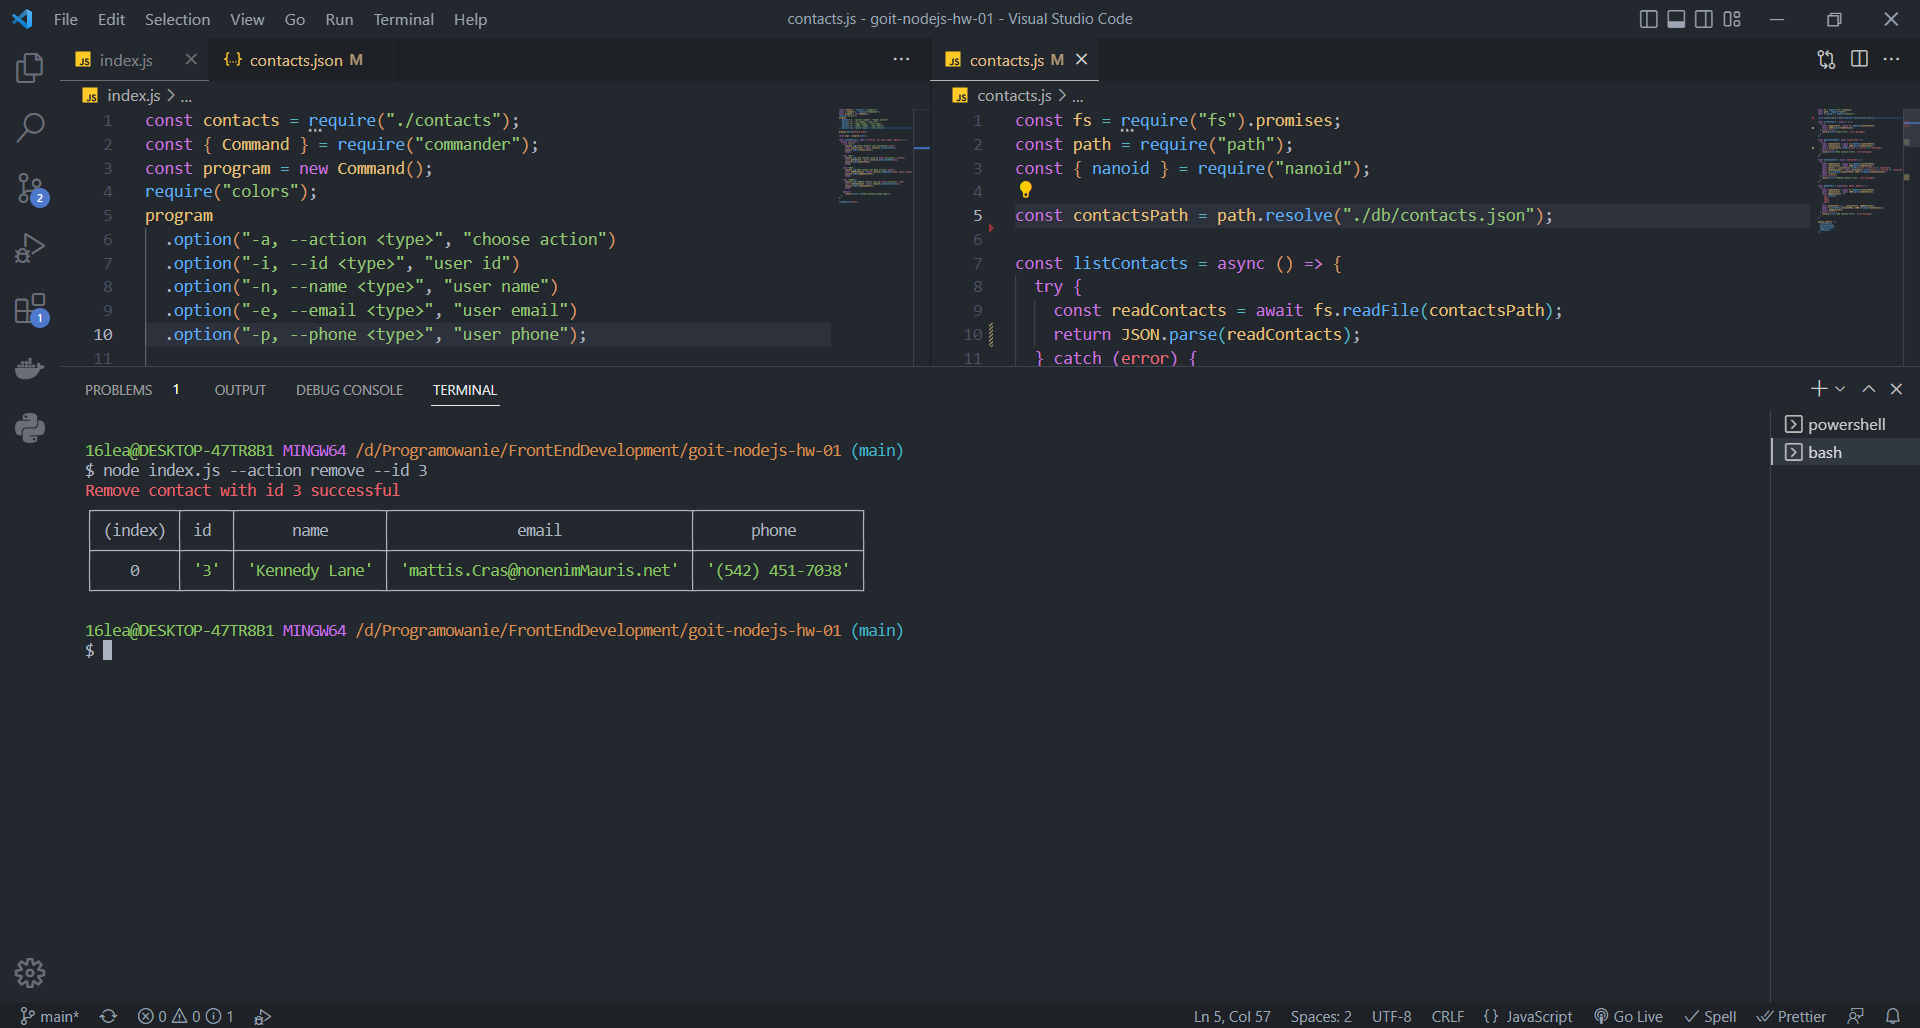 File Edit Selection View Go Run Terminal Help
contacts.js - goit-nodejs-hw-01 - Visual Studio Code
JS index.js
{..} contacts.json M
JS index.js > ...
1 const contacts = require("./contacts");
2 const { Command } = require("commander");
3 const program = new Command();
4 require("colors");
5 program
6 .option("-a, --action <type>", "choose action")
7 .option("-i, --id <type>", "user id")
8 .option("-n, --name <type>", "user name")
9 .option("-e, --email <type>", "user email")
10 .option("-p, --phone <type>", "user phone");
11
JS contacts.js M
JS contacts.js > ...
1 const fs = require("fs").promises;
2 const path = require("path");
3 const { nanoid } = require("nanoid");
4
5 const contactsPath = path.resolve("./db/contacts.json");
6
7 const listContacts = async () => {
8 try {
9 const readContacts = await fs.readFile(contactsPath);
10 return JSON.parse(readContacts);
11 } catch (error) {
2
1
PROBLEMS 1 OUTPUT DEBUG CONSOLE TERMINAL
16lea@DESKTOP-47TR8B1 MINGW64 /d/Programowanie/FrontEndDevelopment/goit-nodejs-hw-01 (main)
$ node index.js --action remove --id 3
Remove contact with id 3 successful
(index) id name email phone
0 '3' 'Kennedy Lane' 'mattis.Cras@nonenimMauris.net' '(542) 451-7038'
16lea@DESKTOP-47TR8B1 MINGW64 /d/Programowanie/FrontEndDevelopment/goit-nodejs-hw-01 (main)
$
powershell
bash
main* 0 0 1 Ln 5, Col 57 Spaces: 2 UTF-8 CRLF {} JavaScript Go Live Spell Prettier